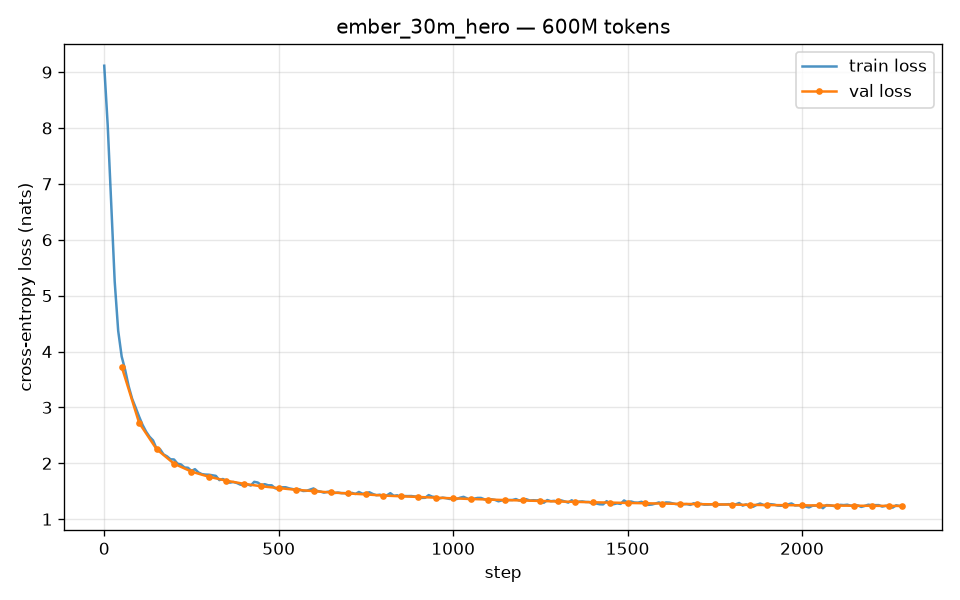 ember_30m_hero — 600M tokens
train loss
val loss
9
8
7
6
5
4
3
2
1
cross-entropy loss (nats)
0 500 1000 1500 2000
step